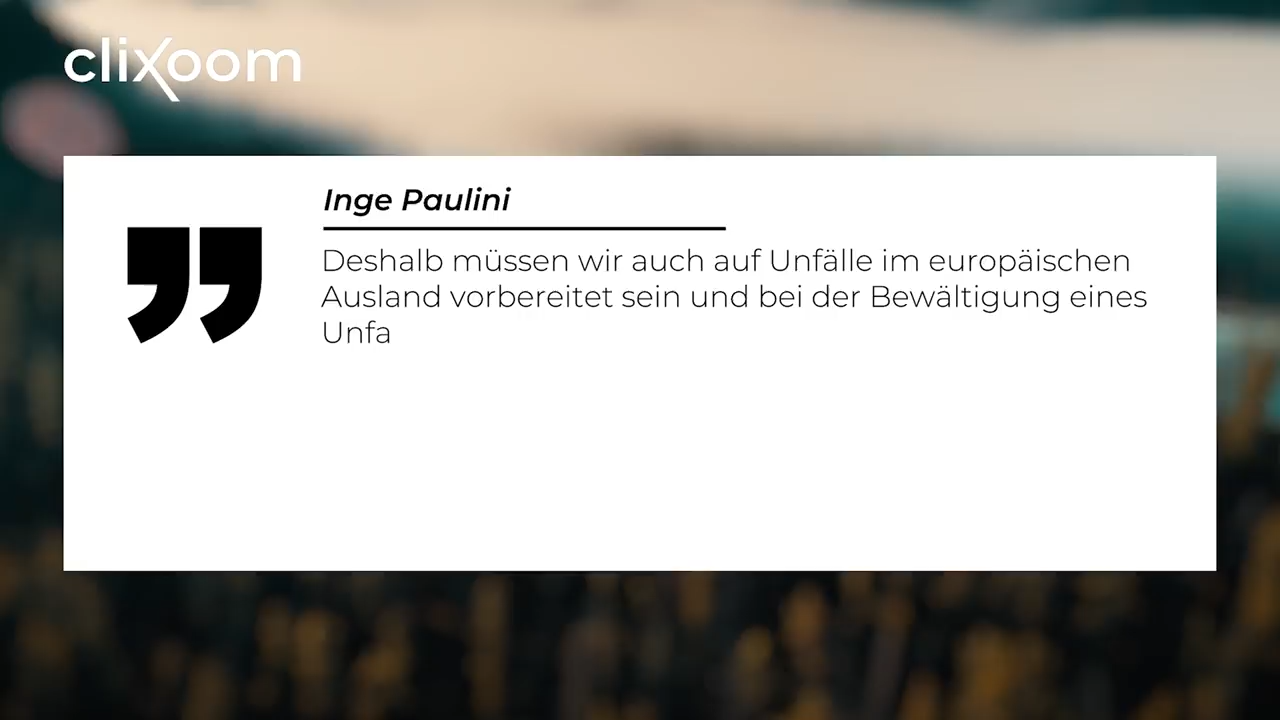 clixoom
Inge Paulini
Deshalb müssen wir auch auf Unfälle im europäischen
Ausland vorbereitet sein und bei der Bewältigung eines
Unfa